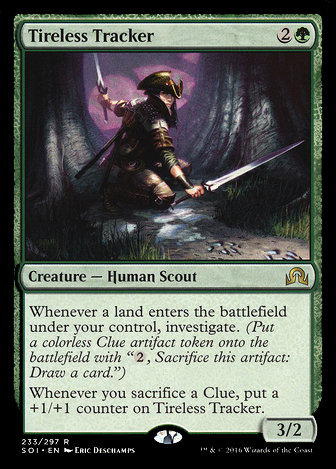 Tireless Tracker 2
Creature — Human Scout
Whenever a land enters the battlefield
under your control, investigate. (Put
a colorless Clue artifact token onto the
battlefield with “2, Sacrifice this artifact:
Draw a card.”)
Whenever you sacrifice a Clue, put a
+1/+1 counter on Tireless Tracker.
3/2
233/297 R
SOI • EN Eric Deschamps
™ & © 2016 Wizards of the Coast